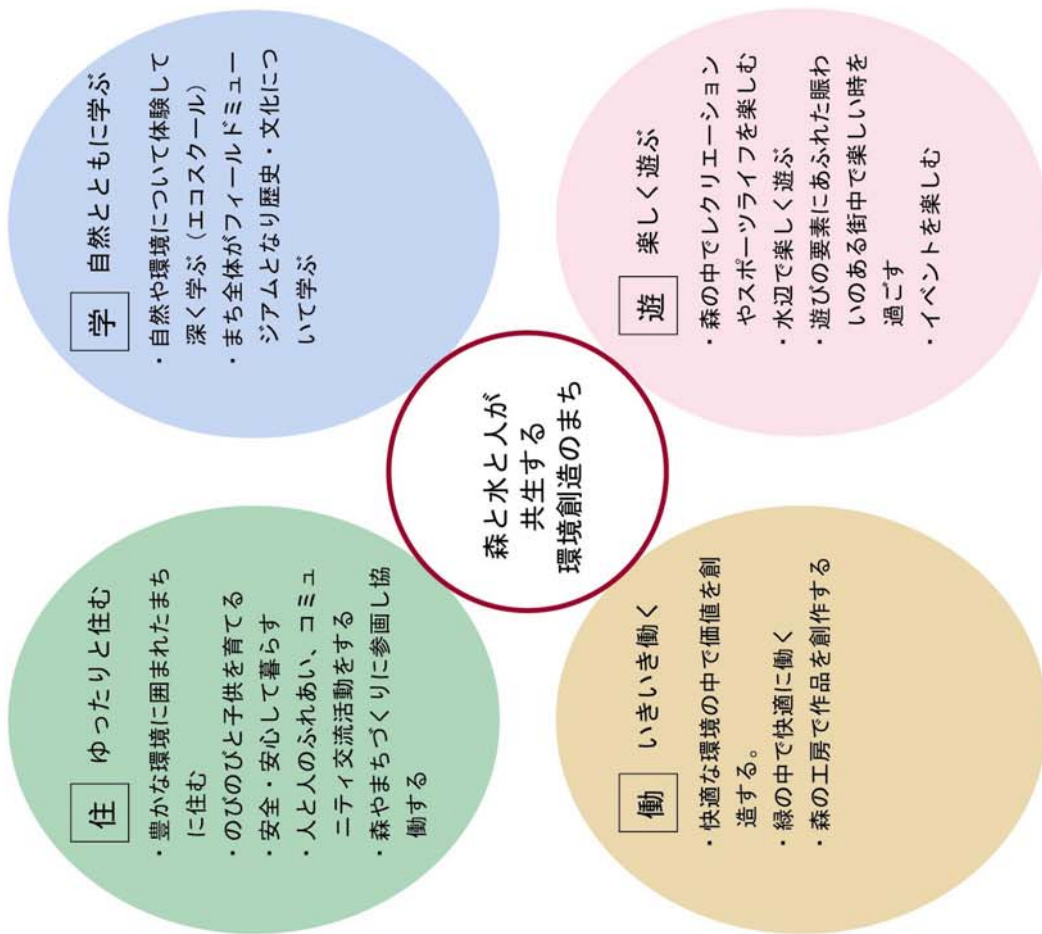 住 ゆったりと住む
・豊かな環境に囲まれたまち
に住む
・のびのびと子供を育てる
・安全・安心して暮らす
・人と人のふれあい、コミュ
ニティ交流活動をする
・森やまちづくりに参画し協
働する
学 自然とともに学ぶ
・自然や環境について体験して
深く学ぶ（エコスクール）
・まち全体がフィールドミュー
ジアムとなり歴史・文化につ
いて学ぶ
森と水と人が
共生する
環境創造のまち
働 いきいき働く
・快適な環境の中で価値を創
造する。
・緑の中で快適に働く
・森の工房で作品を創作する
遊 楽しく遊ぶ
・森の中でレクリエーション
やスポーツライフを楽しむ
・水辺で楽しく遊ぶ
・遊びの要素にあふれた賑わ
いのある街中で楽しい時を
過ごす
・イベントを楽しむ